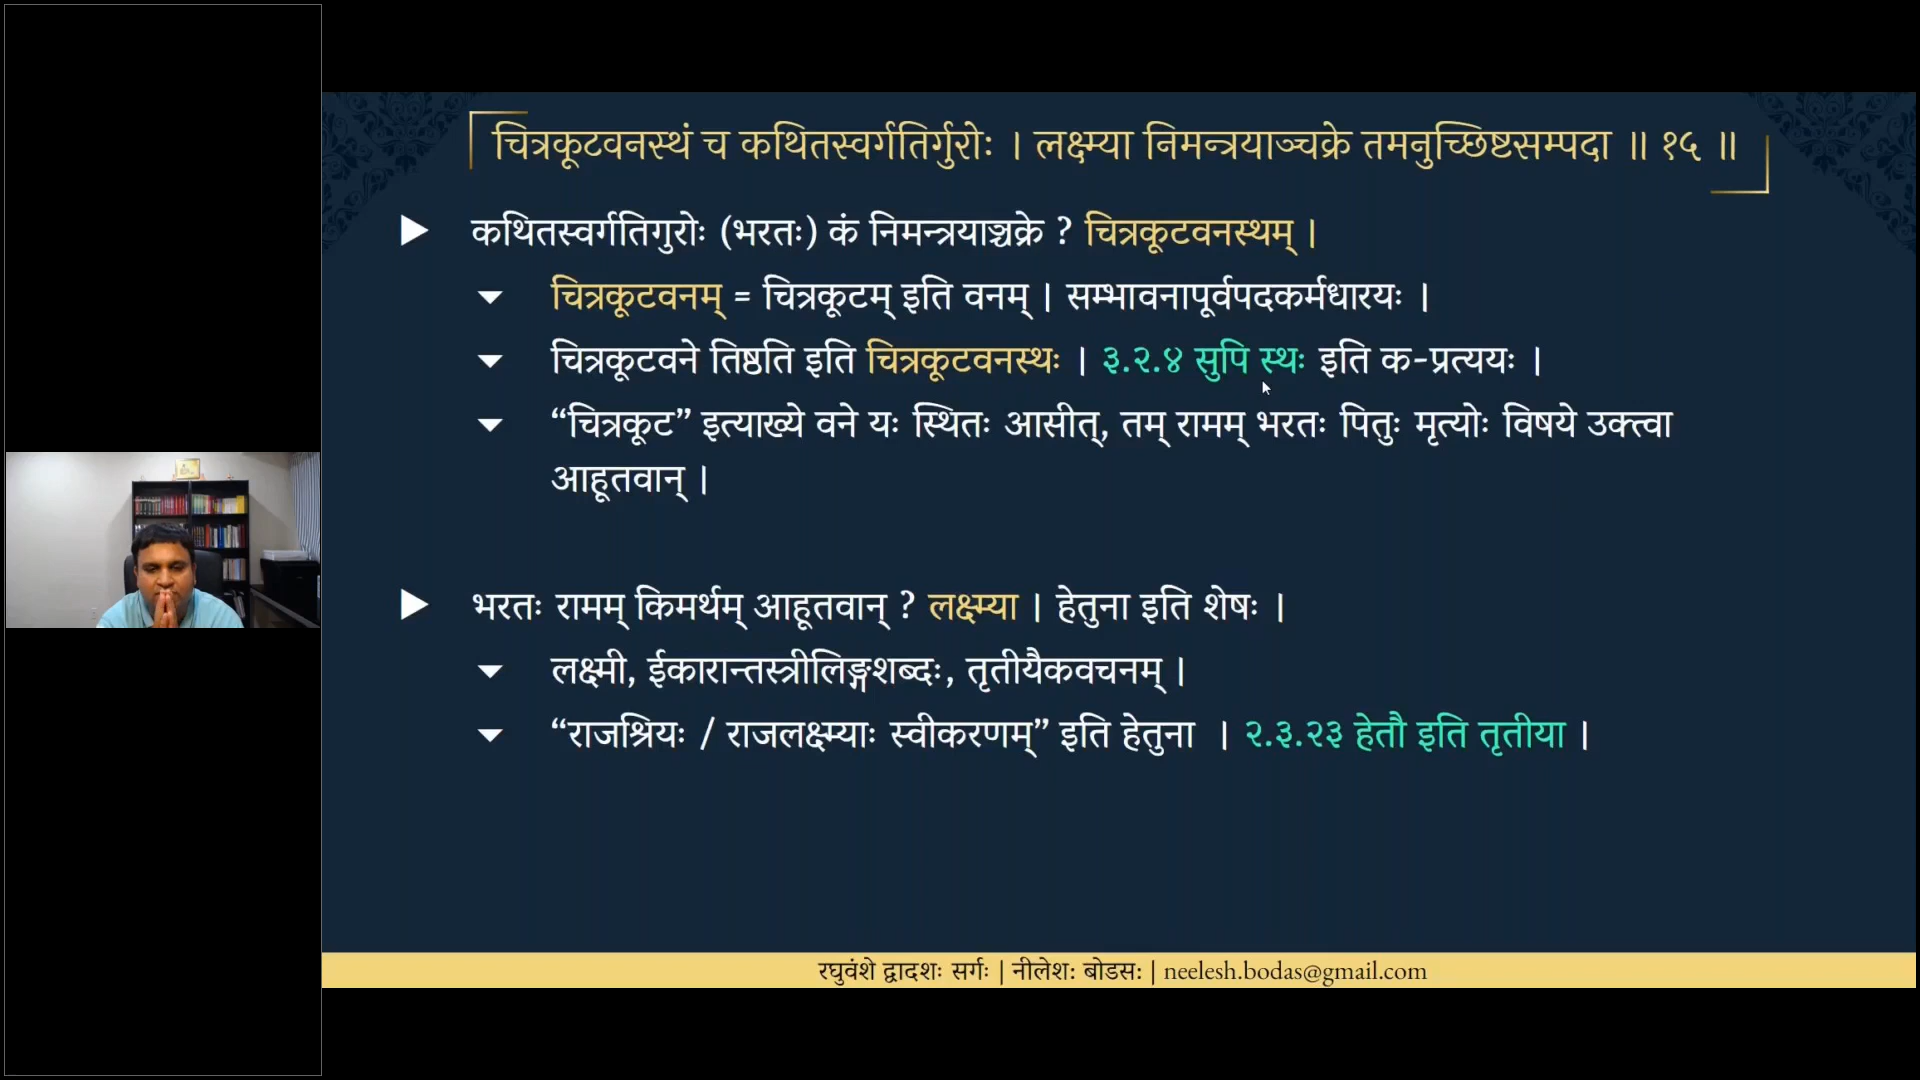 चित्रकूटवनस्थं च कथितस्वर्गतिर्गुरोः । लक्ष्म्या निमन्त्रयाञ्चक्रे तमनुच्छिष्टसम्पदा ॥ १५ ॥
कथितस्वर्गतिगुरोः (भरतः) कं निमन्त्रयाञ्चक्रे ? चित्रकूटवनस्थम् ।
चित्रकूटवनम् = चित्रकूटम् इति वनम् । सम्भावनापूर्वपदकर्मधारयः ।
चित्रकूटवने तिष्ठति इति चित्रकूटवनस्थः । ३.२.४ सुपि स्थः इति क-प्रत्ययः ।
“चित्रकूट” इत्याख्ये वने यः स्थितः आसीत्, तम् रामम् भरतः पितुः मृत्योः विषये उक्त्वा
आहूतवान् ।
भरतः रामम् किमर्थम् आहूतवान् ? लक्ष्म्या । हेतुना इति शेषः ।
लक्ष्मी, ईकारान्तस्त्रीलिङ्गशब्दः, तृतीयैकवचनम् ।
“राजश्रियः / राजलक्ष्म्याः स्वीकरणम्” इति हेतुना । २.३.२३ हेतौ इति तृतीया ।
रघुवंशे द्वादशः सर्गः | नीलेशः बोडसः | neelesh.bodas@gmail.com